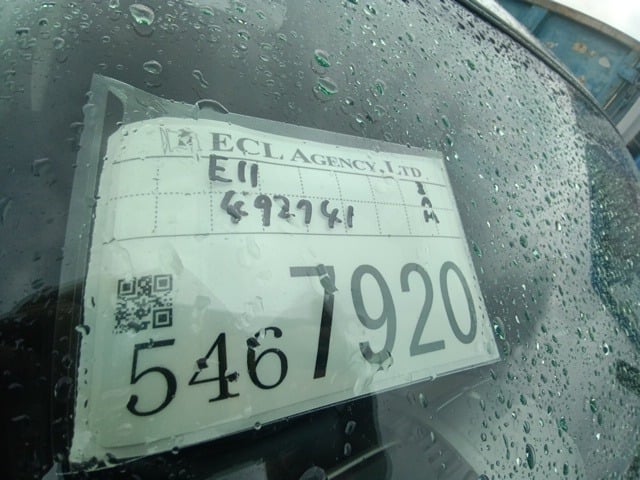 ECL AGENCY, LTD
E11
492741
5467920